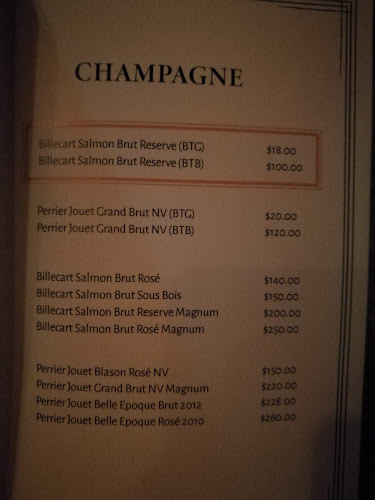 CHAMPAGNE
Billecart Salmon Brut Reserve (BTG) $18.00
Billecart Salmon Brut Reserve (BTB) $100.00
Perrier Jouet Grand Brut NV (BTG) $20.00
Perrier Jouet Grand Brut NV (BTB) $120.00
Billecart Salmon Brut Rosé $140.00
Billecart Salmon Brut Sous Bois $150.00
Billecart Salmon Brut Reserve Magnum $200.00
Billecart Salmon Brut Rosé Magnum $250.00
Perrier Jouet Blason Rosé NV $150.00
Perrier Jouet Grand Brut NV Magnum $220.00
Perrier Jouet Belle Epoque Brut 2012 $228.00
Perrier Jouet Belle Epoque Rosé 2010 $260.00